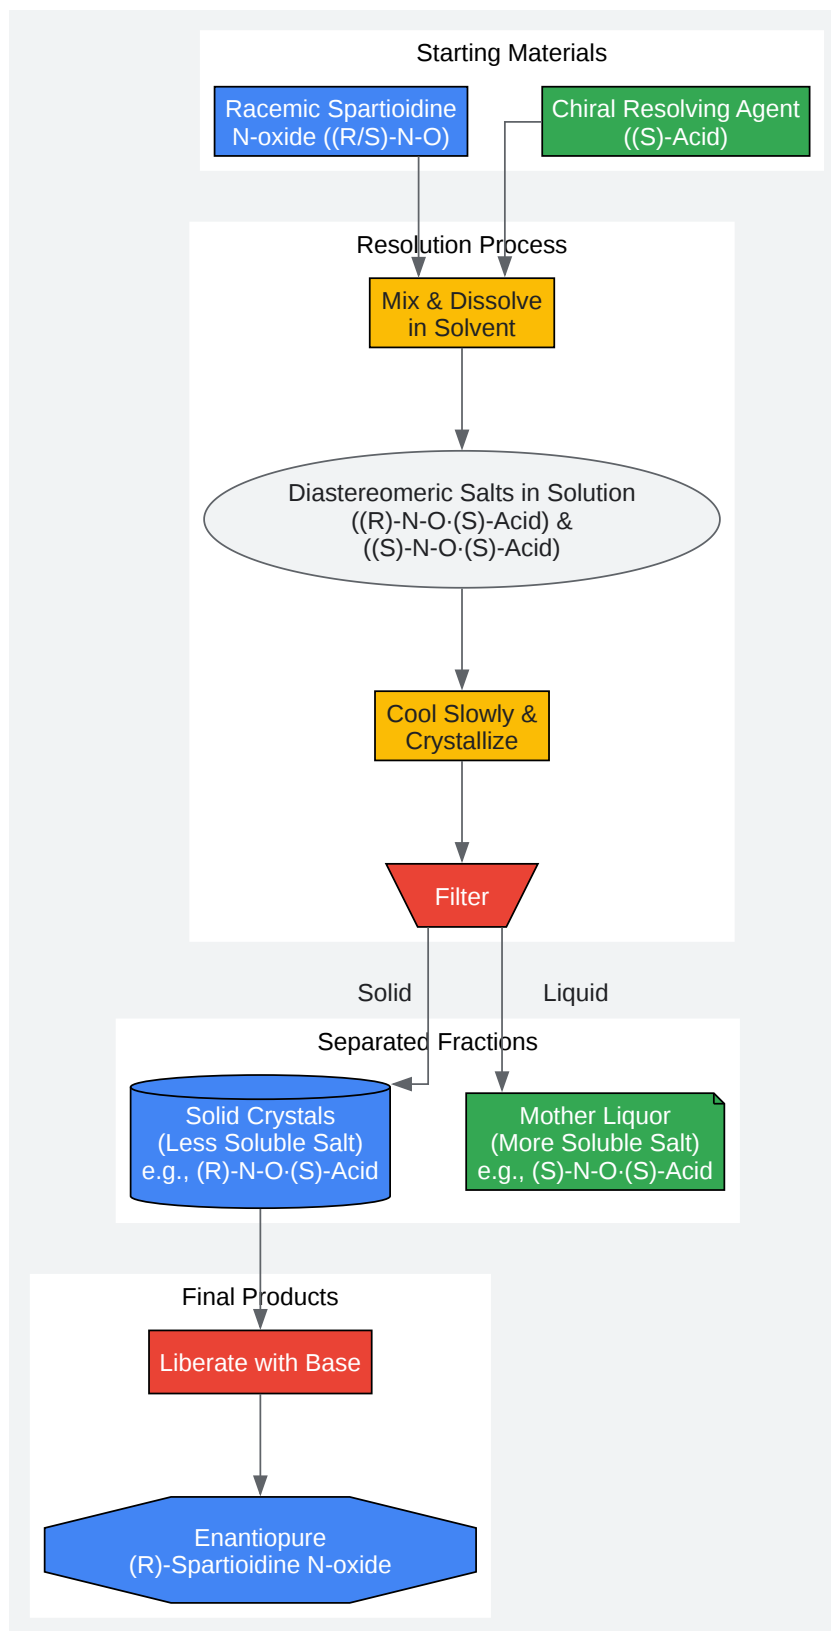 Starting Materials
Racemic Spartioidine
N-oxide ((R/S)-N-O)
Chiral Resolving Agent
((S)-Acid)
Resolution Process
Mix & Dissolve
in Solvent
Diastereomeric Salts in Solution
((R)-N-O·(S)-Acid) &
((S)-N-O·(S)-Acid)
Cool Slowly &
Crystallize
Filter
Solid
Liquid
Separated Fractions
Solid Crystals
(Less Soluble Salt)
e.g., (R)-N-O·(S)-Acid
Mother Liquor
(More Soluble Salt)
e.g., (S)-N-O·(S)-Acid
Final Products
Liberate with Base
Enantiopure
(R)-Spartioidine N-oxide